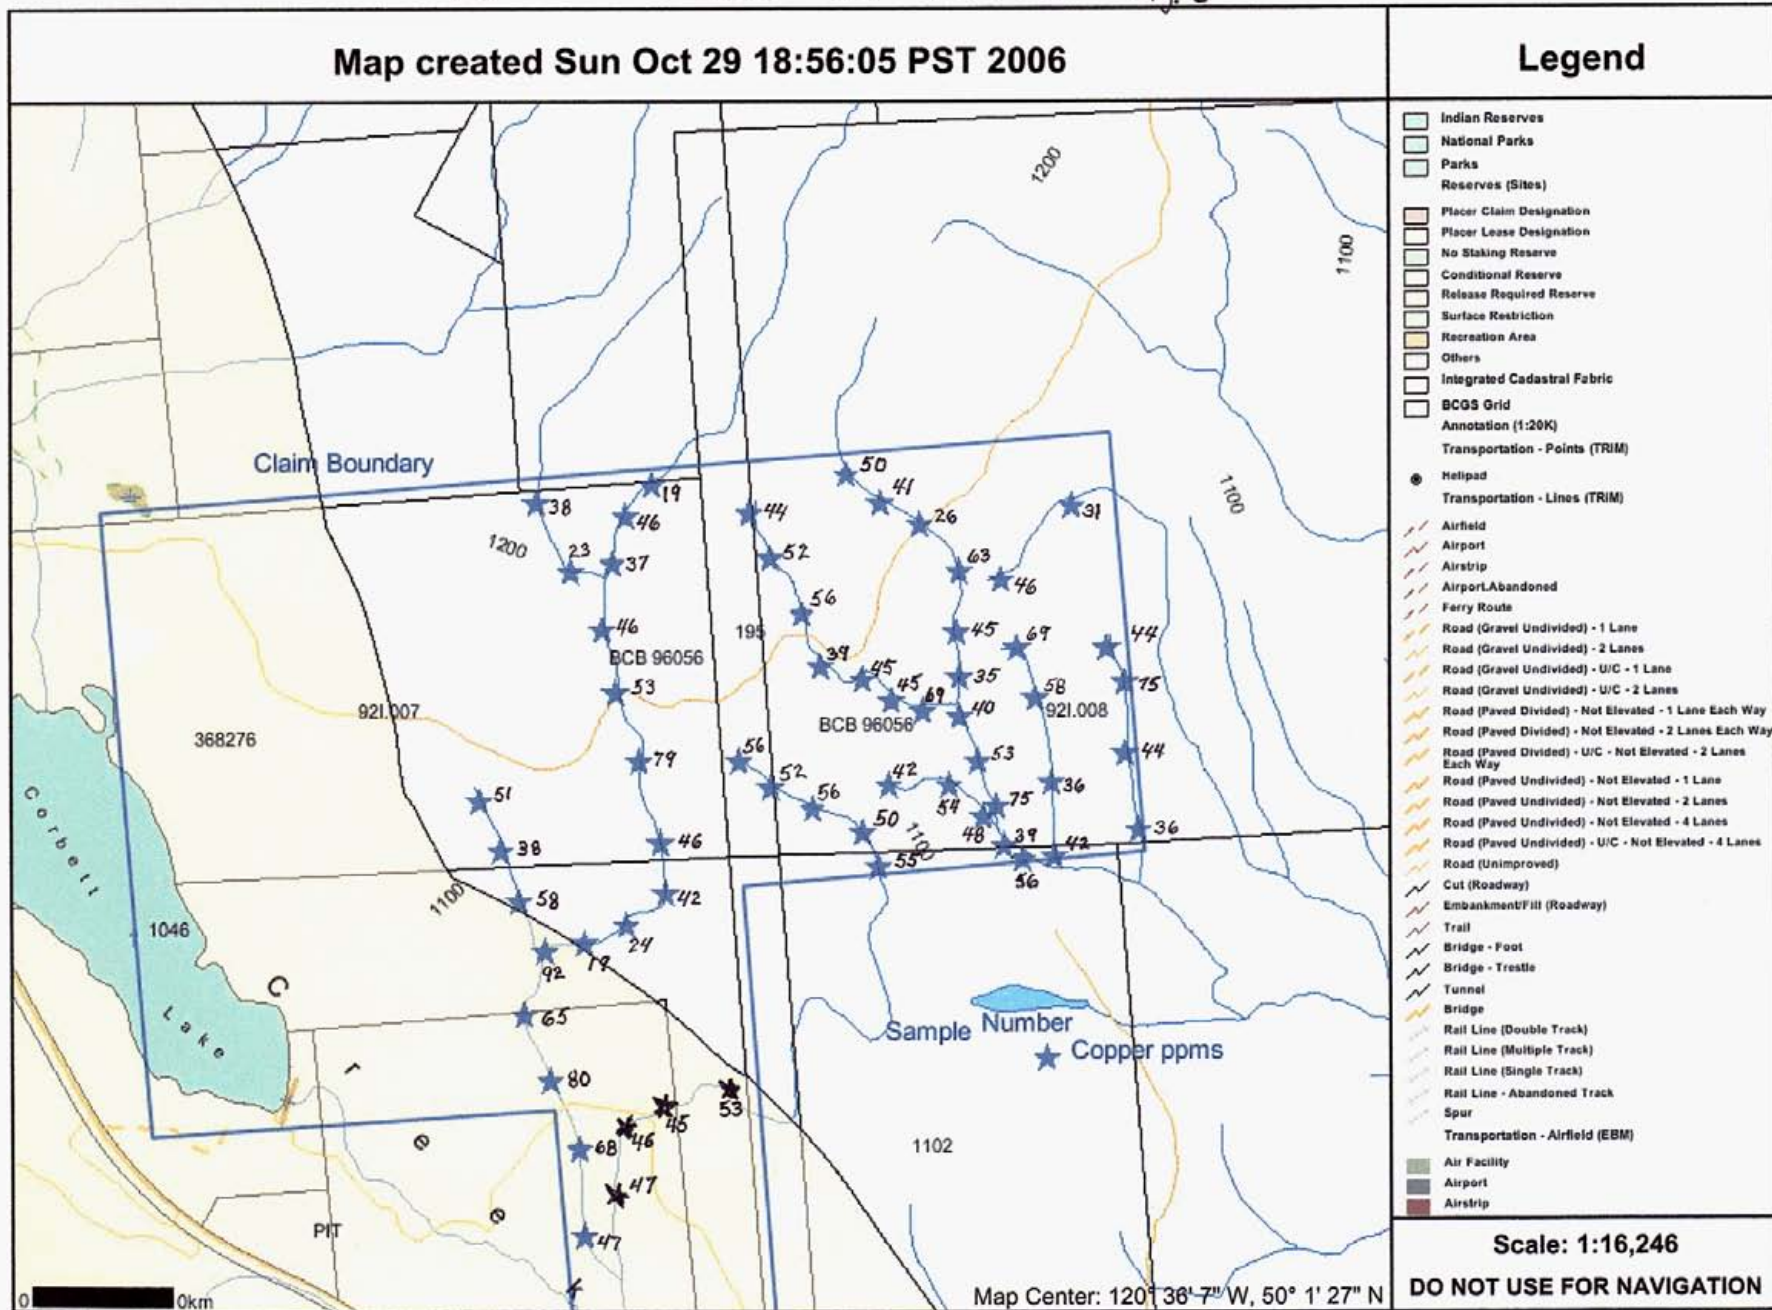 Map created Sun Oct 29 18:56:05 PST 2006
Legend
Indian Reserves
National Parks
Parks
Reserves (Sites)
Placer Claim Designation
Placer Lease Designation
No Staking Reserve
Conditional Reserve
Release Required Reserve
Surface Restriction
Recreation Area
Others
Integrated Cadastral Fabric
BCGS Grid
Annotation (1:20K)
Transportation - Points (TRIM)
Helipad
Transportation - Lines (TRIM)
Airfield
Airport
Airstrip
Airport.Abandoned
Ferry Route
Road (Gravel Undivided) - 1 Lane
Road (Gravel Undivided) - 2 Lanes
Road (Gravel Undivided) - U/C - 1 Lane
Road (Gravel Undivided) - U/C - 2 Lanes
Road (Paved Divided) - Not Elevated - 1 Lane Each Way
Road (Paved Divided) - Not Elevated - 2 Lanes Each Way
Road (Paved Divided) - U/C - Not Elevated - 2 Lanes
Each Way
Road (Paved Undivided) - Not Elevated - 1 Lane
Road (Paved Undivided) - Not Elevated - 2 Lanes
Road (Paved Undivided) - Not Elevated - 4 Lanes
Road (Paved Undivided) - U/C - Not Elevated - 4 Lanes
Road (Unimproved)
Cut (Roadway)
Embankment/Fill (Roadway)
Trail
Bridge - Foot
Bridge - Trestle
Tunnel
Bridge
Rail Line (Double Track)
Rail Line (Multiple Track)
Rail Line (Single Track)
Rail Line - Abandoned Track
Spur
Transportation - Airfield (EBM)
Air Facility
Airport
Airstrip
Scale: 1:16,246
DO NOT USE FOR NAVIGATION
1200
1100
Claim Boundary
50
19
38
41
1100
31
44
46
26
1200
23
37
52
63
46
56
46
195
45
69
44
BCB 96056
39
45
35
75
53
45
69
58
92I.007
BCB 96056
40
92I.008
368276
79
56
53
44
52
42
36
51
56
54
75
50
48
36
46
1100
39
38
55
42
56
1100
58
42
1046
24
19
92
Corbett
Lake
Creek
65
Sample Number
Copper ppms
80
53
45
46
68
1102
47
PIT
47
0 0km
Map Center: 120° 36' 7" W, 50° 1' 27" N